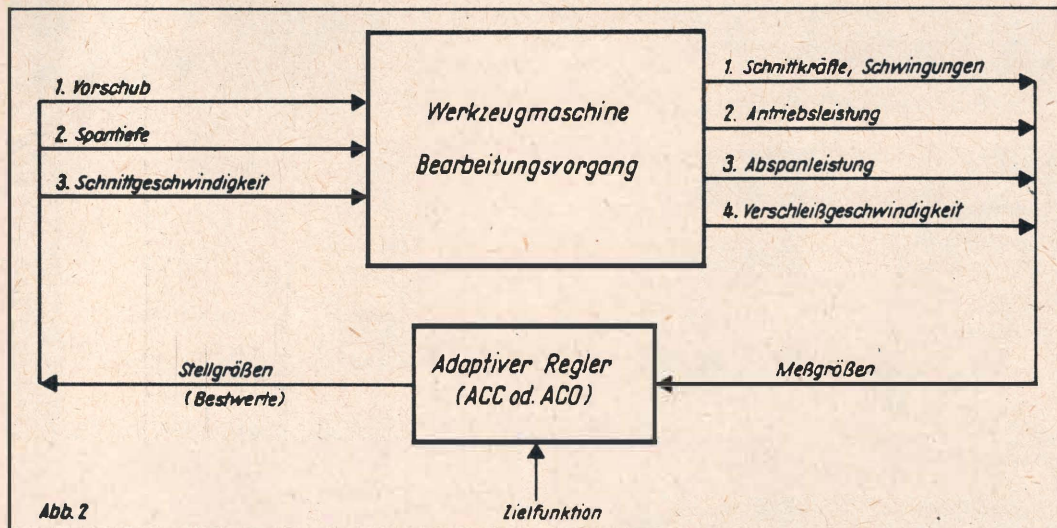 1. Vorschub
2. Spantiefe
3. Schnittgeschwindigkeit
Werkzeugmaschine
Bearbeitungsvorgang
1. Schnittkräfte, Schwingungen
2. Antriebsleistung
3. Abspanleistung
4. Verschleißgeschwindigkeit
Stellgrößen
(Bestwerte)
Adaptiver Regler
(ACC od. ACO)
Meßgrößen
Zielfunktion
Abb. 2